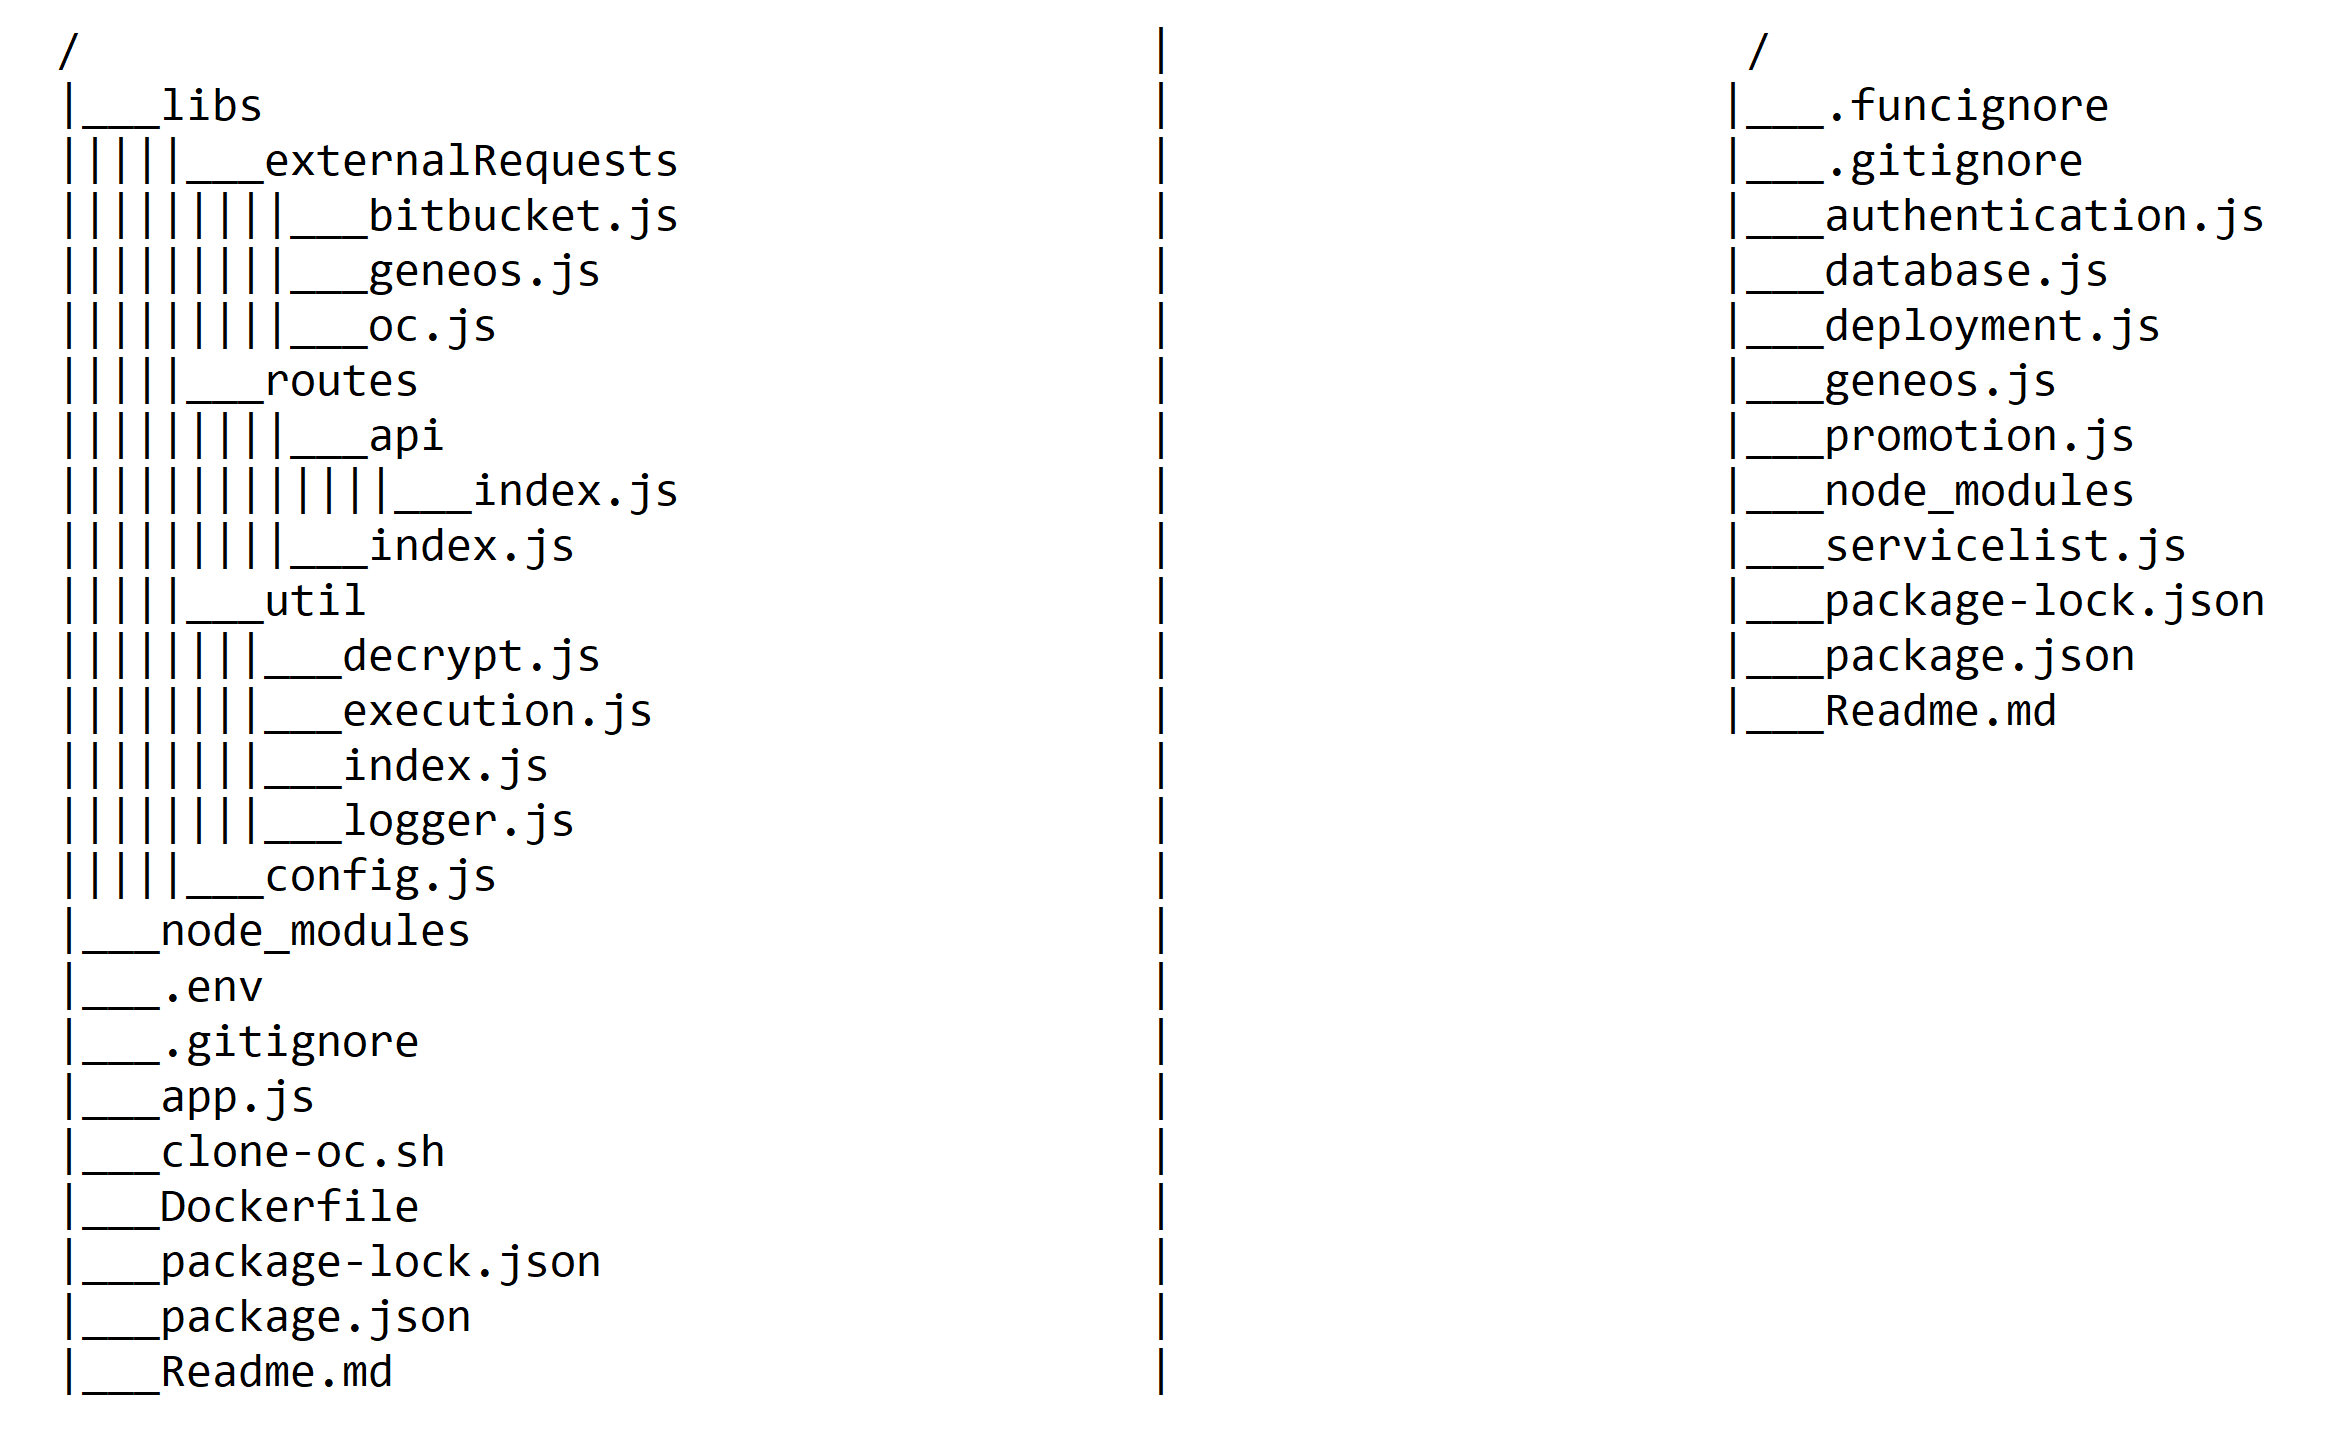 / | /
|___libs | |___.funcignore
|||||___externalRequests | |___.gitignore
|||||||||___bitbucket.js | |___authentication.js
|||||||||___geneos.js | |___database.js
|||||||||___oc.js | |___deployment.js
|||||___routes | |___geneos.js
|||||||||___api | |___promotion.js
|||||||||||||___index.js | |___node_modules
|||||||||___index.js | |___servicelist.js
|||||___util | |___package-lock.json
||||||||___decrypt.js | |___package.json
||||||||___execution.js | |___Readme.md
||||||||___index.js |
||||||||___logger.js |
|||||___config.js |
|___node_modules |
|___.env |
|___.gitignore |
|___app.js |
|___clone-oc.sh |
|___Dockerfile |
|___package-lock.json |
|___package.json |
|___Readme.md |